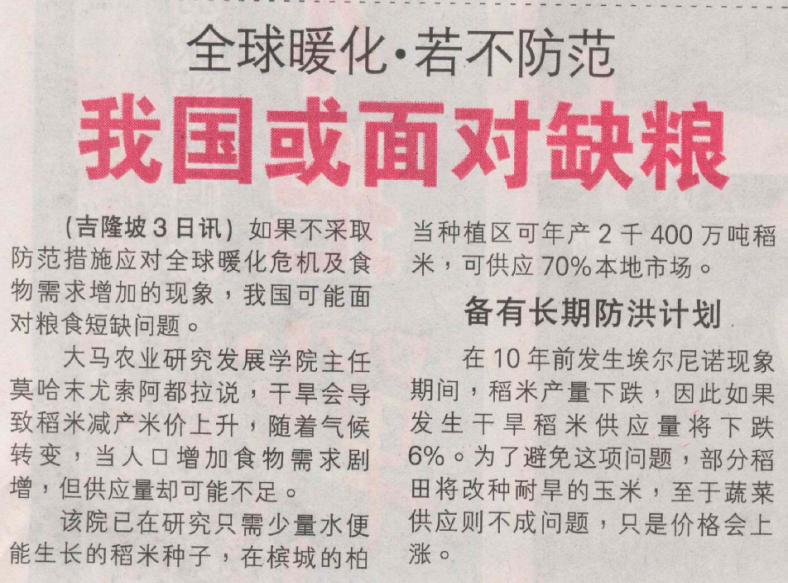 全球暖化·若不防范
我国或面对缺粮
（吉隆坡3日讯）如果不采取
防范措施应对全球暖化危机及食
物需求增加的现象，我国可能面
对粮食短缺问题。
大马农业研究发展学院主任
莫哈末尤索阿都拉说，干旱会导
致稻米减产米价上升，随着气候
转变，当人口增加食物需求剧
增，但供应量却可能不足。
该院已在研究只需少量水便
能生长的稻米种子，在槟城的柏
当种植区可年产2千400万吨稻
米，可供应70%本地市场。
备有长期防洪计划
在10年前发生埃尔尼诺现象
期间，稻米产量下跌，因此如果
发生干旱稻米供应量将下跌
6%。为了避免这项问题，部分稻
田将改种耐旱的玉米，至于蔬菜
供应则不成问题，只是价格会上
涨。